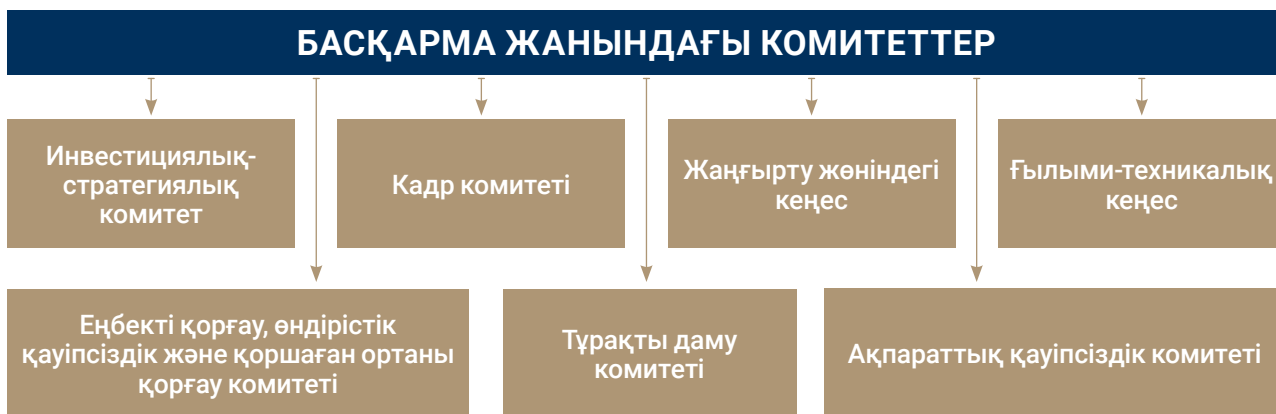 БАСҚАРМА ЖАНЫНДАҒЫ КОМИТЕТТЕР
Инвестициялық-
стратегиялық
комитет
Кадр комитеті
Жаңғырту жөніндегі
кеңес
Ғылыми-техникалық
кеңес
Еңбекті қорғау, өндірістік
қауіпсіздік және қоршаған ортаны
қорғау комитеті
Тұрақты даму
комитеті
Ақпараттық қауіпсіздік комитеті